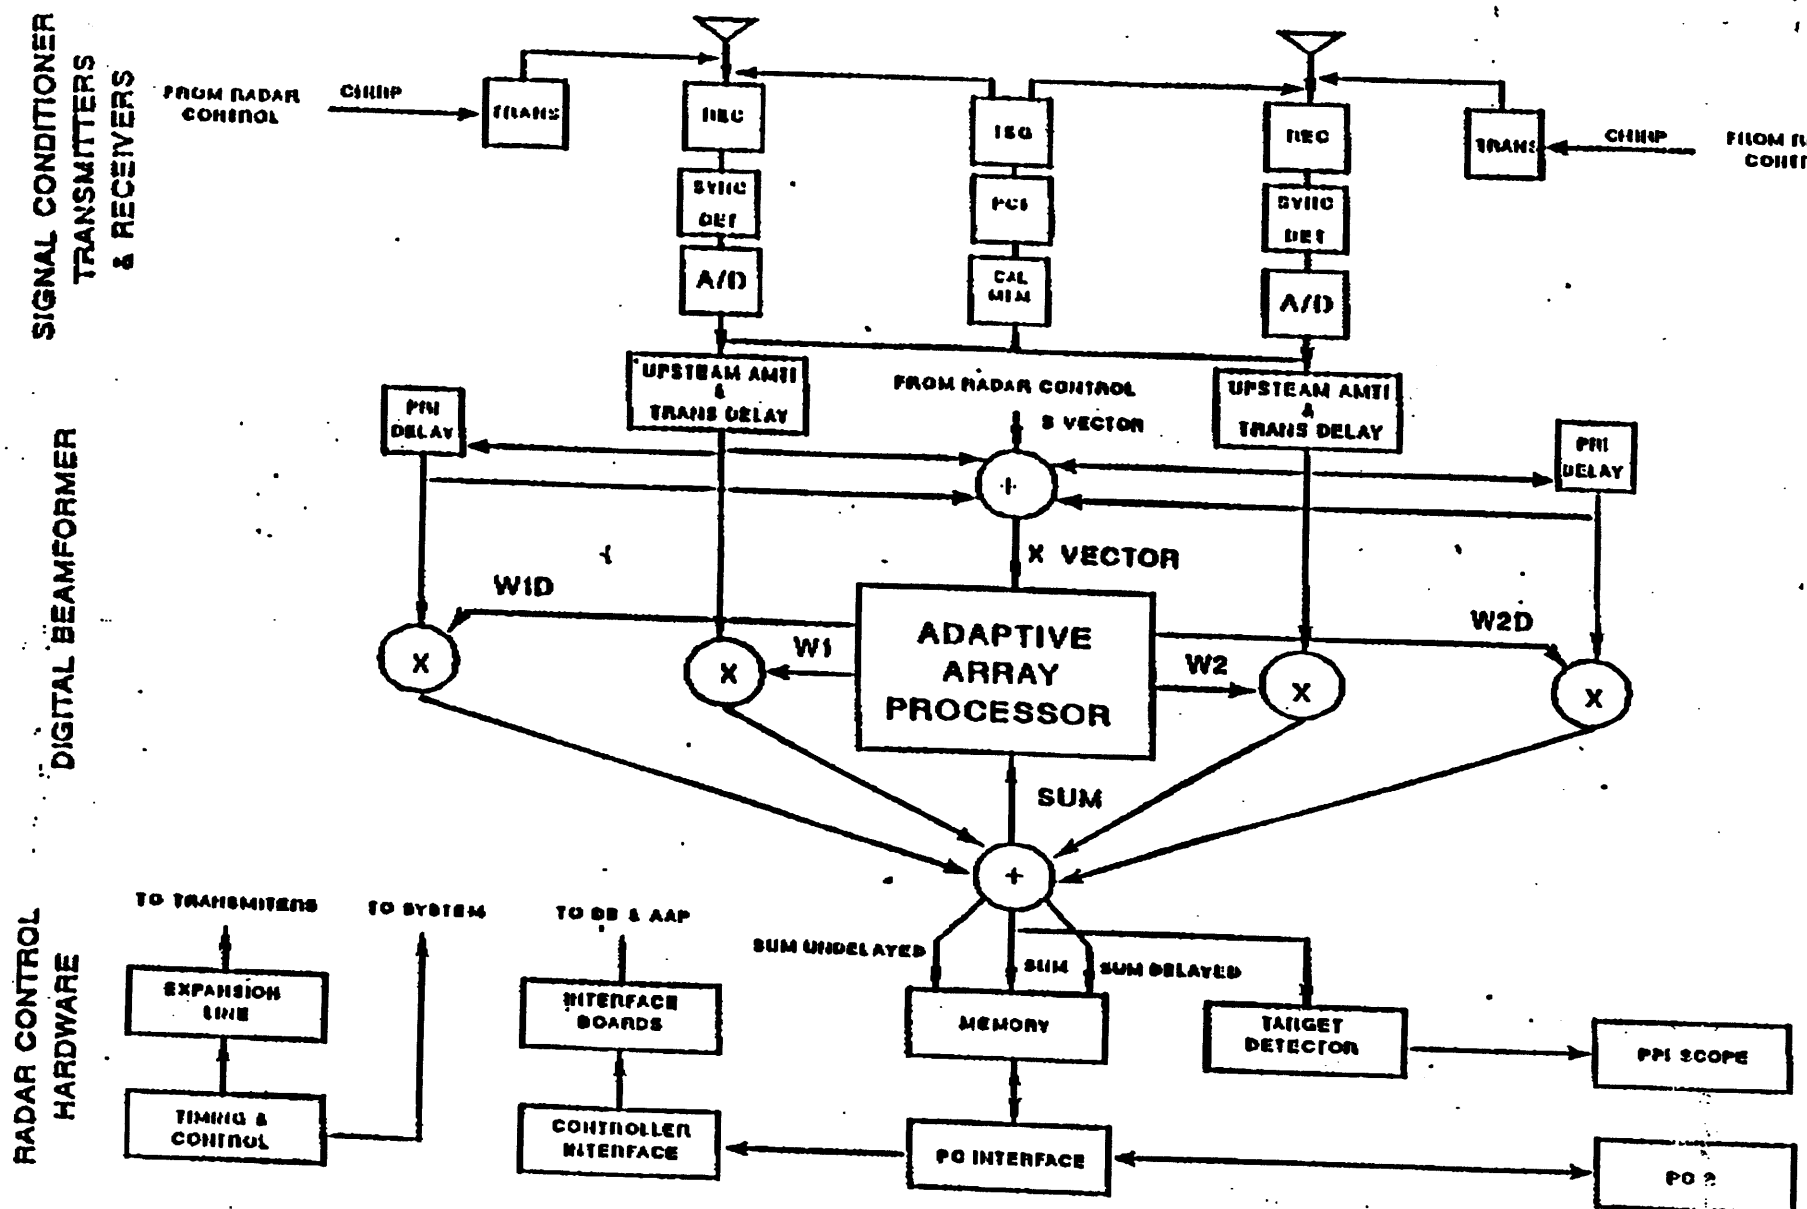 SIGNAL CONDITIONER
TRANSMITTERS
& RECEIVERS
FROM RADAR
CONTROL
CHIRP
TRANS
REC
SYNC
DET
A/D
TSG
CAL
MEM
REC
SYNC
DET
A/D
TRANS
CHIRP
FROM
UPSTEAM AMTI
&
TRANS DELAY
FROM RADAR CONTROL
S VECTOR
UPSTEAM AMTI
&
TRANS DELAY
DIGITAL BEAMFORMER
PRI
DELAY
+
PRI
DELAY
X VECTOR
W1D
W1
ADAPTIVE
ARRAY
PROCESSOR
W2
W2D
X
X
X
X
SUM
+
RADAR CONTROL
HARDWARE
TO TRANSMITERS
TO SYSTEM
TO DB & AAP
SUM UNDELAYED
SUM
SUM DELAYED
EXPANSION
LINE
INTERFACE
BOARDS
MEMORY
TARGET
DETECTOR
PPI SCOPE
TIMING &
CONTROL
CONTROLLER
INTERFACE
PC INTERFACE
PC